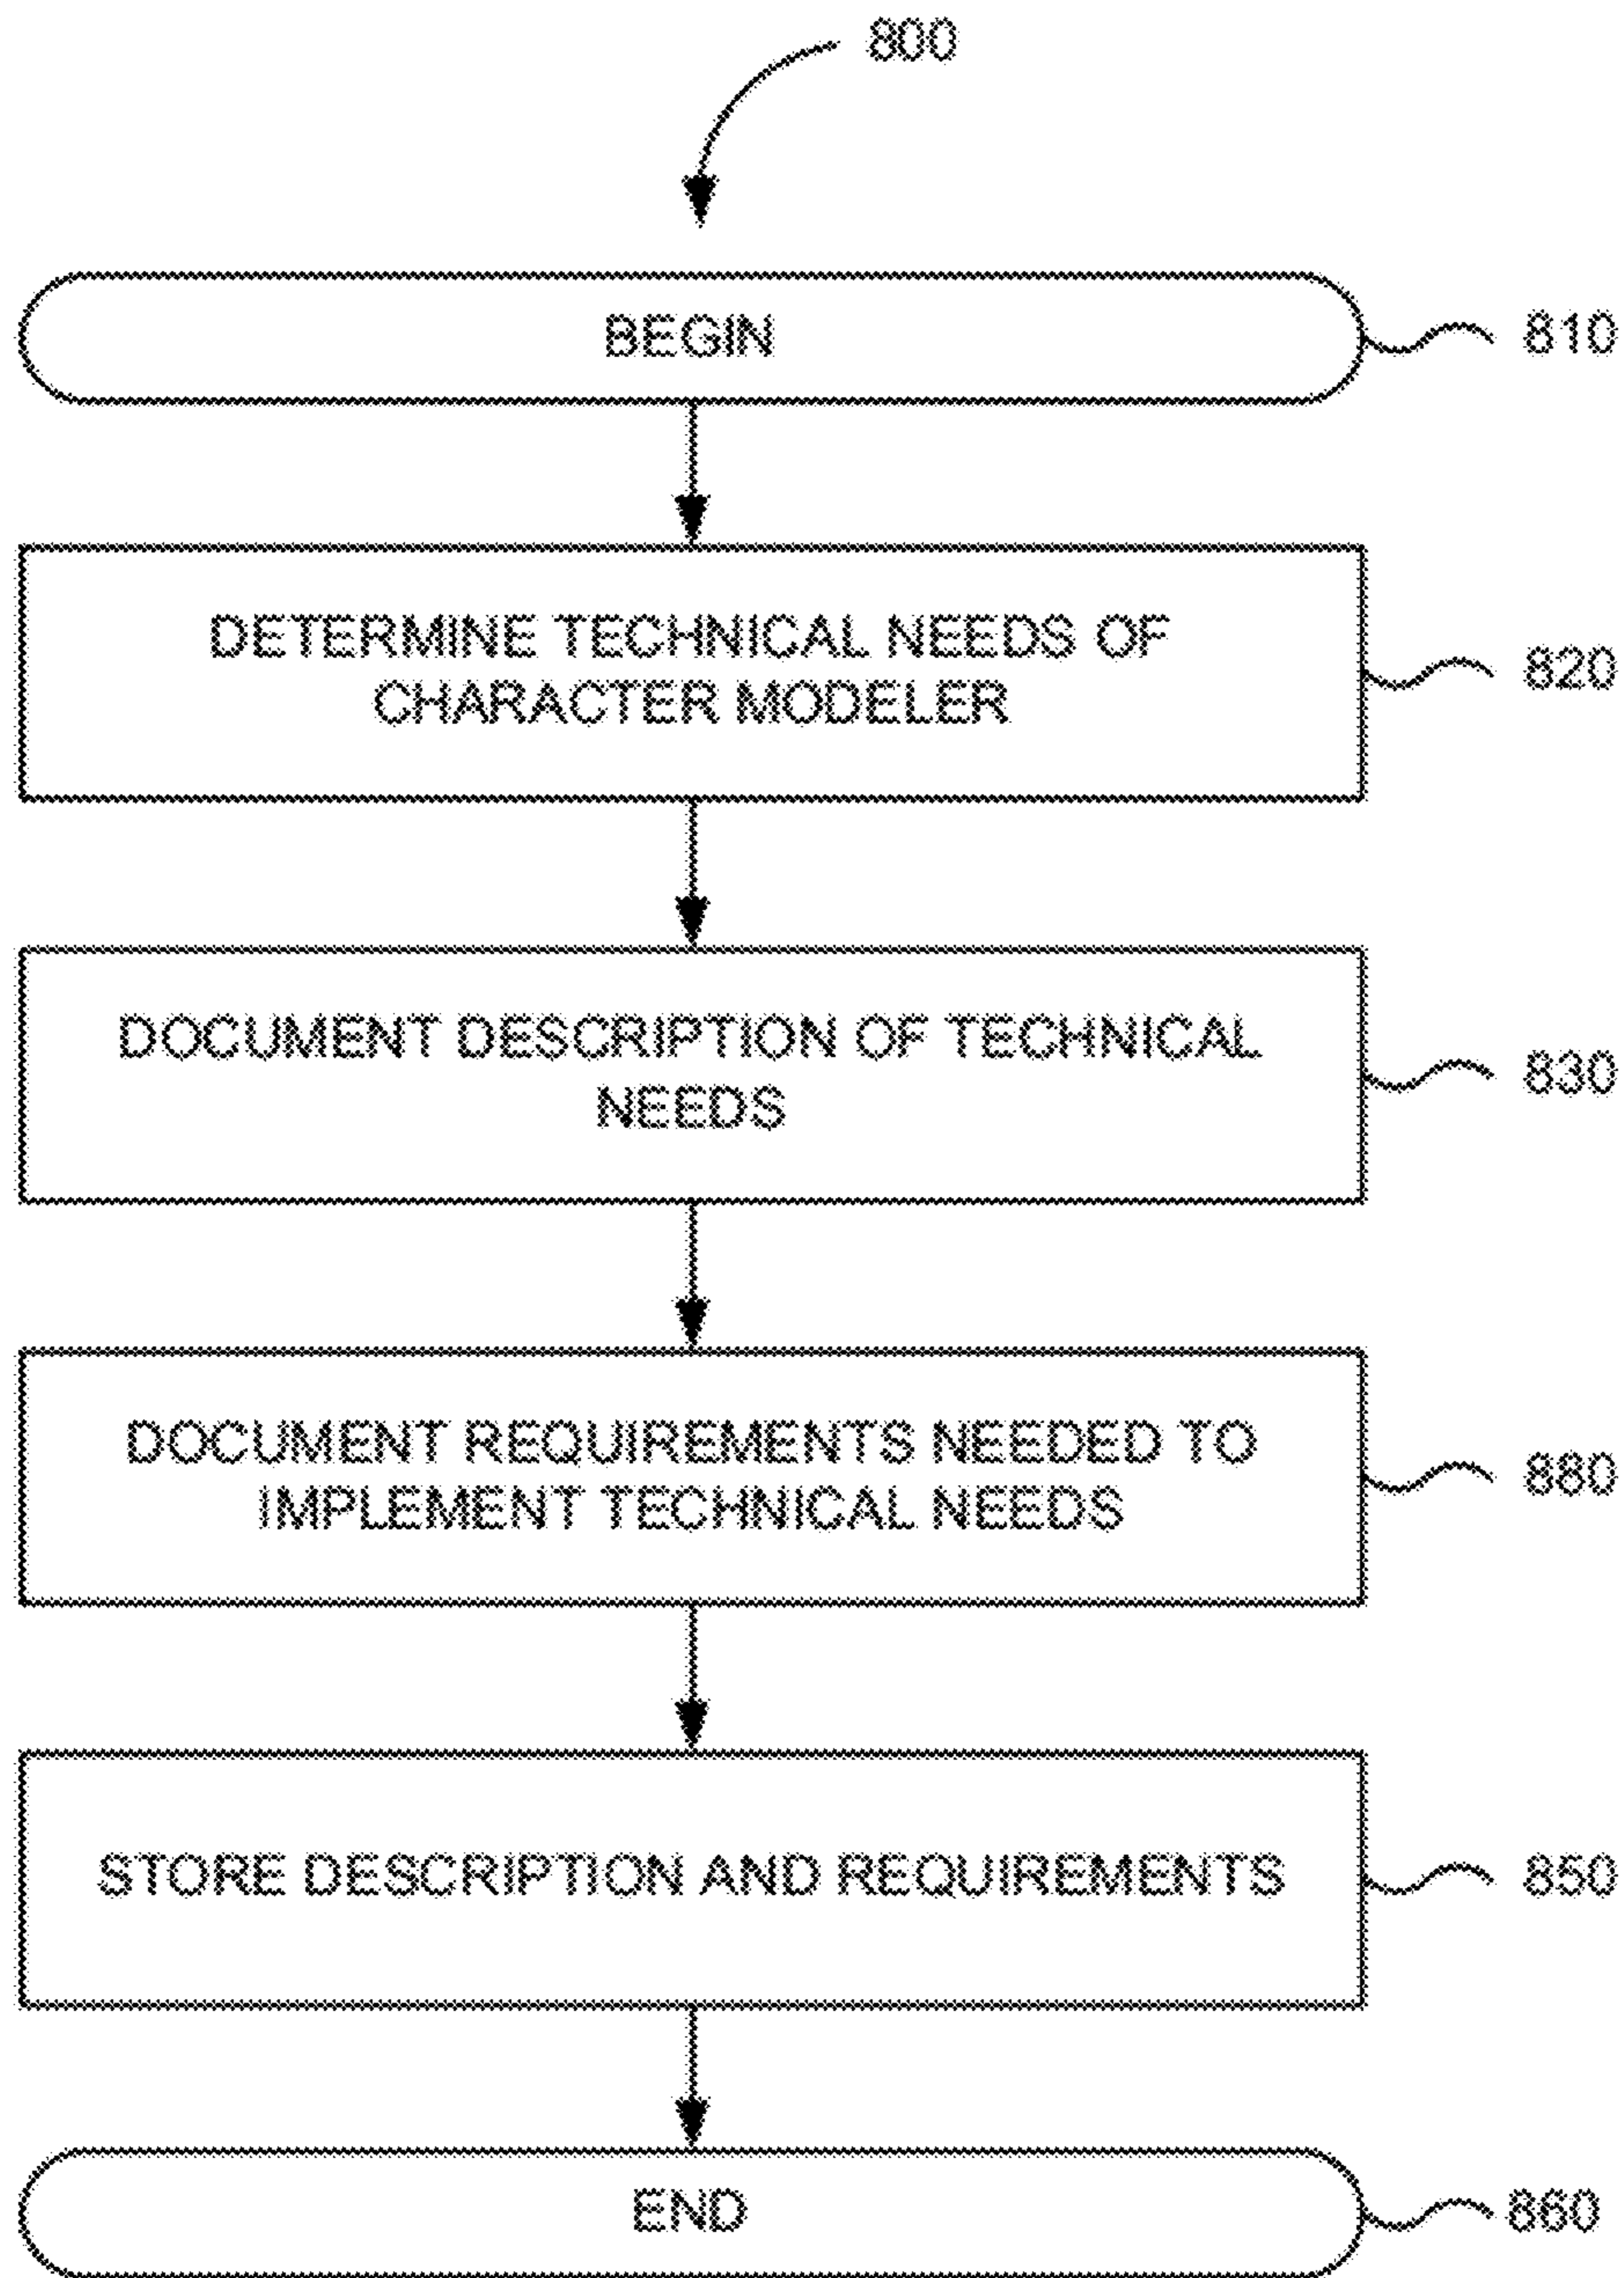 800
BEGIN
810
DETERMINE TECHNICAL NEEDS OF
CHARACTER MODELER
820
DOCUMENT DESCRIPTION OF TECHNICAL
NEEDS
830
DOCUMENT REQUIREMENTS NEEDED TO
IMPLEMENT TECHNICAL NEEDS
880
STORE DESCRIPTION AND REQUIREMENTS
850
END
860